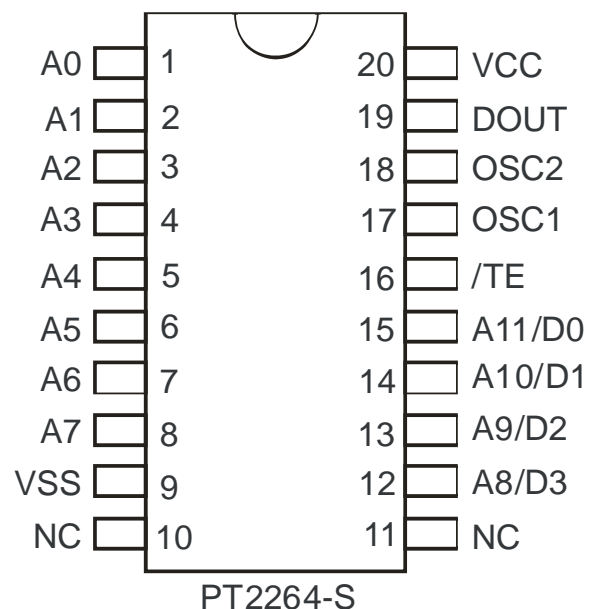 A0 1 20 VCC
A1 2 19 DOUT
A2 3 18 OSC2
A3 4 17 OSC1
A4 5 16 /TE
A5 6 15 A11/D0
A6 7 14 A10/D1
A7 8 13 A9/D2
VSS 9 12 A8/D3
NC 10 11 NC
PT2264-S